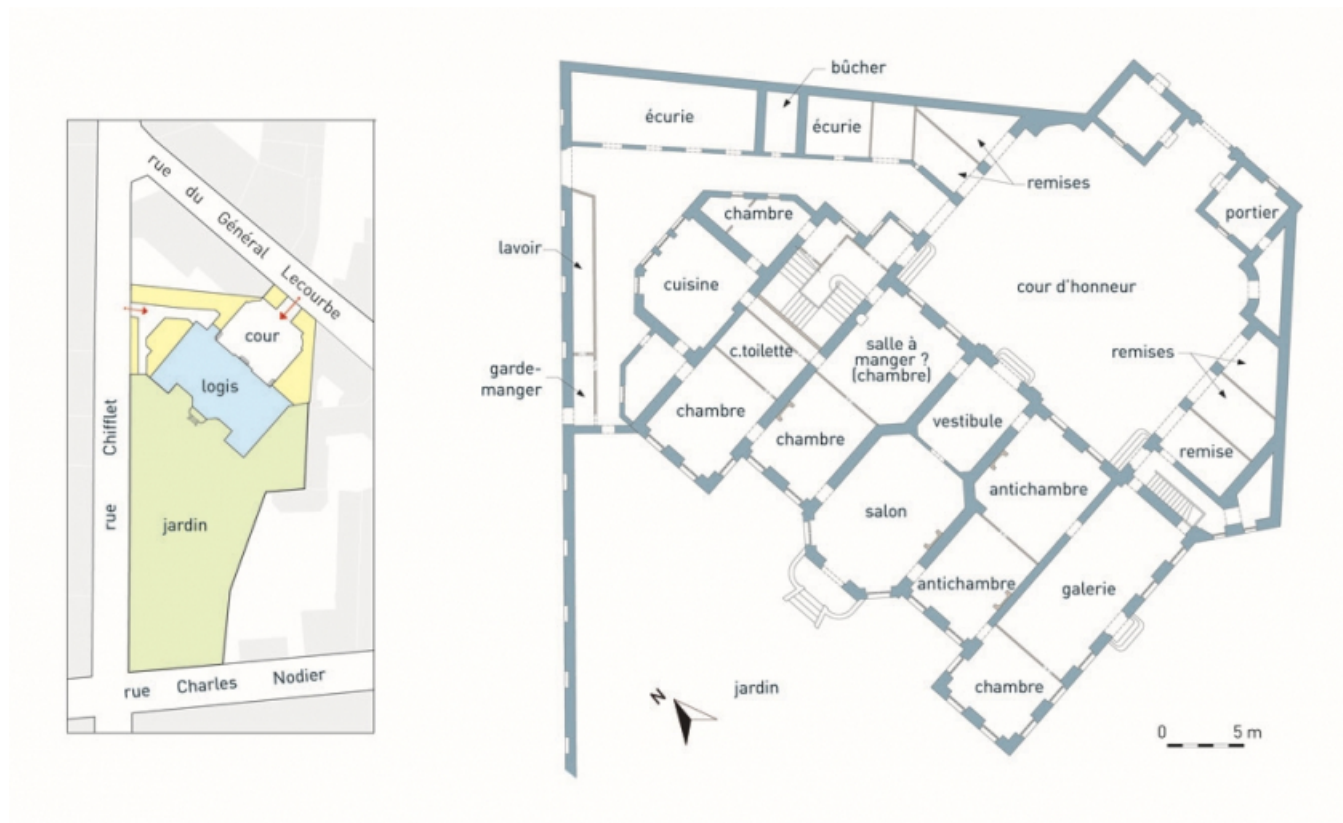 rue du Général Lecourbe
cour
logis
rue Chifflet
jardin
rue Charles Nodier
bûcher
écurie
écurie
remises
portier
chambre
lavoir
cuisine
cour d'honneur
c.toilette
salle à
manger ?
(chambre)
remises
garde-
manger
chambre
chambre
vestibule
remise
antichambre
salon
antichambre
galerie
chambre
jardin
N
0 5 m